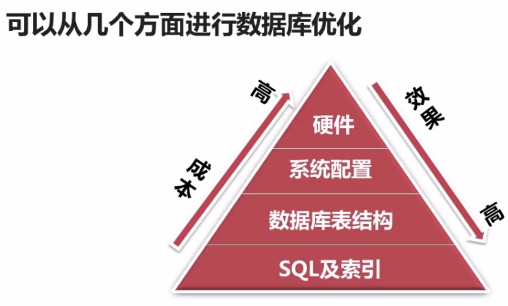 可以从几个方面进行数据库优化
高
成本
硬件
系统配置
数据库表结构
SQL及索引
效果
高